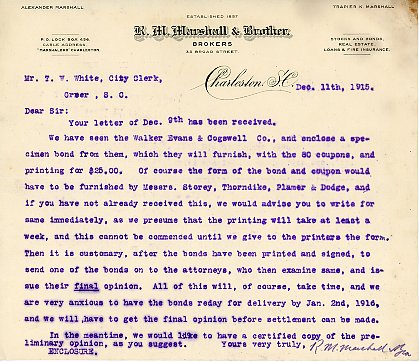 ALEXANDER MARSHALL
TRAPIER K. MARSHALL
ESTABLISHED 1837
R. M. Marshall & Brother,
BROKERS
33 BROAD STREET
P. O. LOCK BOX 434
CABLE ADDRESS,
"MARSHALBRO" CHARLESTON.
STOCKS AND BONDS,
REAL ESTATE,
LOANS & FIRE INSURANCE.
Charleston, S.C. Dec. 11th, 1915.
Mr. T. W. White, City Clerk,
Greer , S. C.
Dear Sir:
Your letter of Dec. 9th has been received.
We have seen the Walker Evans & Cogswell Co., and enclose a spe-
cimen bond from them, which they will furnish, with the 80 coupons, and
printing for $25.00. Of course the form of the bond and coupon would
have to be furnished by Messrs. Storey, Thorndike, Plamer & Dodge, and
if you have not already received this, we would advise you to write for
same immediately, as we presume that the printing will take at least a
week, and this cannot be commenced until we give to the printers the form.
Then it is customary, after the bonds have been printed and signed, to
send one of the bonds on to the attorneys, who then examine same, and is-
sue their final opinion. All of this will, of course, take time, and we
are very anxious to have the bonds reday for delivery by Jan. 2nd, 1916,
and we will have to get the final opinion before settlement can be made.
In the meantime, we would like to have a certified copy of the pre-
liminary opinion, as you suggest. Yours very truly,
ENCLOSURE, R. M. Marshall & Bro